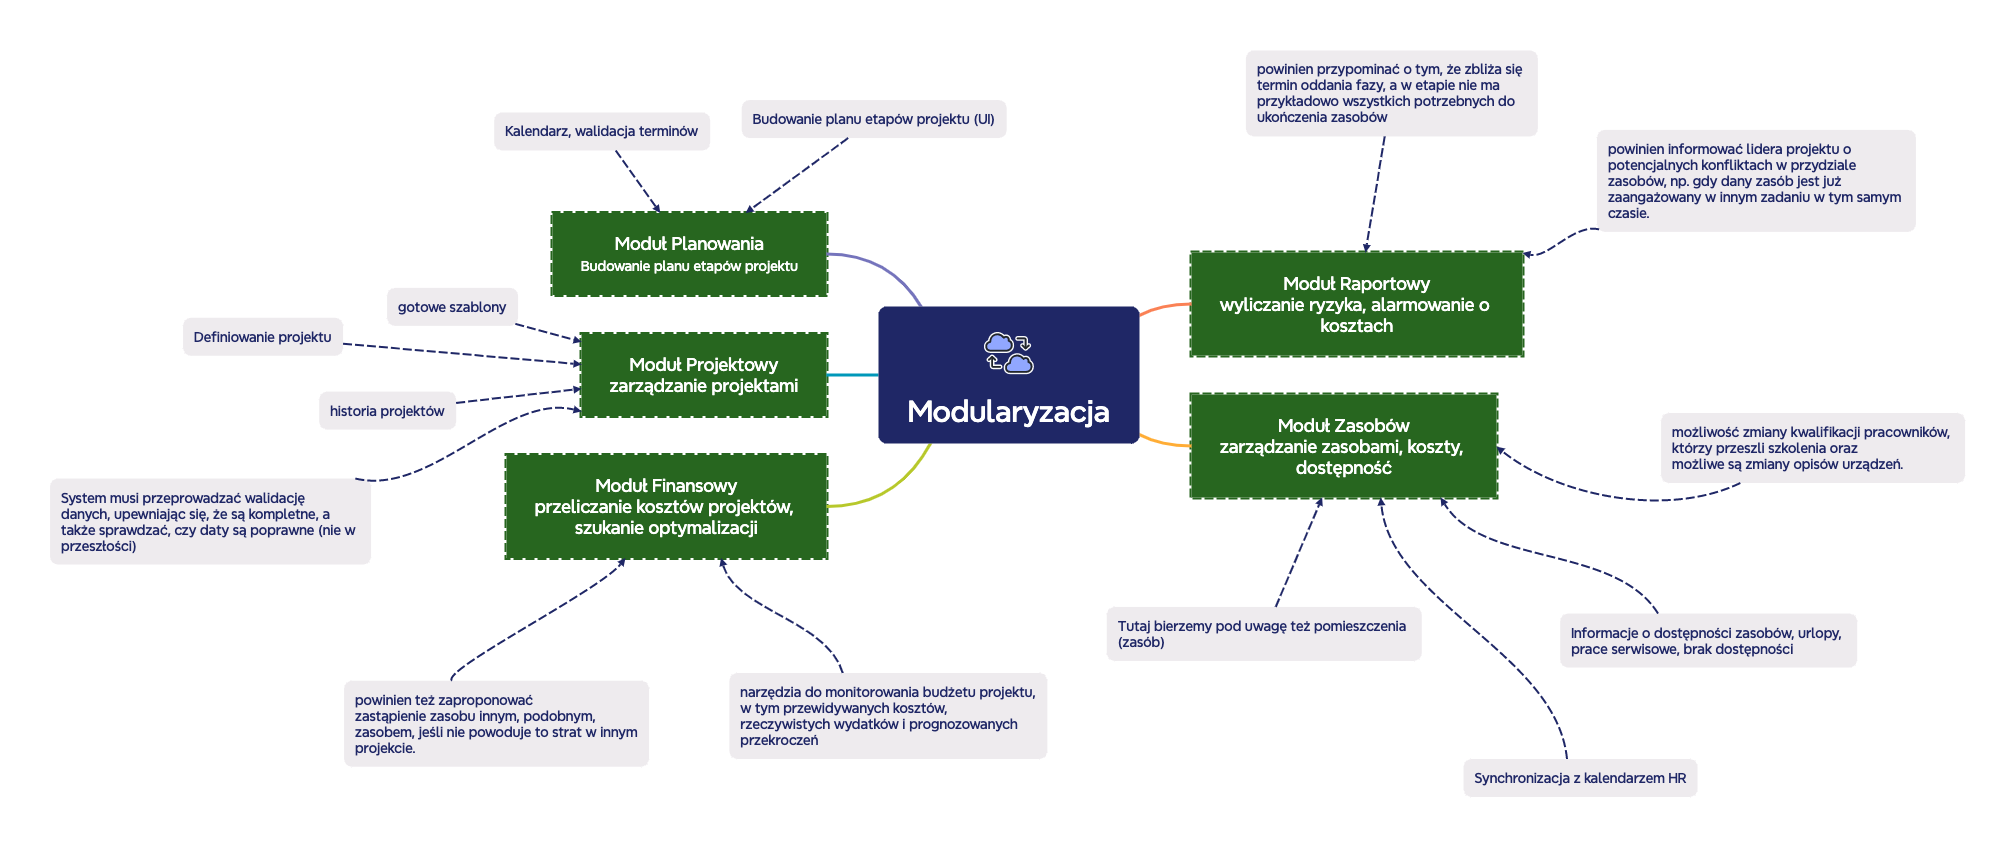 powinien przypominać o tym, że zbliża się
termin oddania fazy, a w etapie nie ma
przykładowo wszystkich potrzebnych do
ukończenia zasobów
Kalendarz, walidacja terminów
Budowanie planu etapów projektu (UI)
powinien informować lidera projektu o
potencjalnych konfliktach w przydziale
zasobów, np. gdy dany zasób jest już
zaangażowany w innym zadaniu w tym samym
czasie.
Moduł Planowania
Budowanie planu etapów projektu
Moduł Raportowy
wyliczanie ryzyka, alarmowanie o
kosztach
gotowe szablony
Definiowanie projektu
Moduł Projektowy
zarządzanie projektami
historia projektów
Modularyzacja
Moduł Zasobów
zarządzanie zasobami, koszty,
dostępność
możliwość zmiany kwalifikacji pracowników,
którzy przeszli szkolenia oraz
możliwe są zmiany opisów urządzeń.
System musi przeprowadzać walidację
danych, upewniając się, że są kompletne, a
także sprawdzać, czy daty są poprawne (nie w
przeszłości)
Moduł Finansowy
przeliczanie kosztów projektów,
szukanie optymalizacji
Tutaj bierzemy pod uwagę też pomieszczenia
(zasób)
Informacje o dostępności zasobów, urlopy,
prace serwisowe, brak dostępności
powinien też zaproponować
zastąpienie zasobu innym, podobnym,
zasobem, jeśli nie powoduje to strat w innym
projekcie.
narzędzia do monitorowania budżetu projektu,
w tym przewidywanych kosztów,
rzeczywistych wydatków i prognozowanych
przekroczeń
Synchronizacja z kalendarzem HR